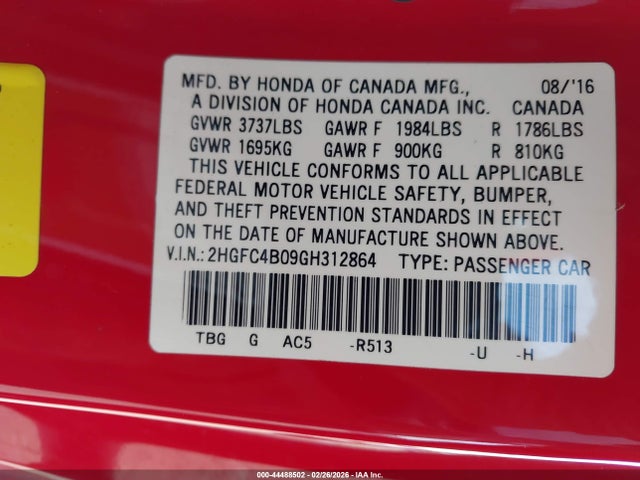 MFD. BY HONDA OF CANADA MFG., 08/'16
A DIVISION OF HONDA CANADA INC. CANADA
GVWR 3737LBS GAWR F 1984LBS R 1786LBS
GVWR 1695KG GAWR F 900KG R 810KG
THIS VEHICLE CONFORMS TO ALL APPLICABLE
FEDERAL MOTOR VEHICLE SAFETY, BUMPER,
AND THEFT PREVENTION STANDARDS IN EFFECT
ON THE DATE OF MANUFACTURE SHOWN ABOVE.
V.I.N.: 2HGFC4B09GH312864 TYPE: PASSENGER CAR
TBG G AC5 -R513 -U -H
000-44488502 - 02/26/2026 - IAA Inc.